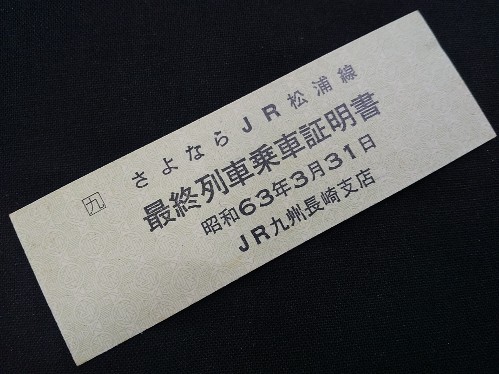 さよならJR松浦線
最終列車乗車証明書
昭和63年3月31日
JR九州長崎支店
九